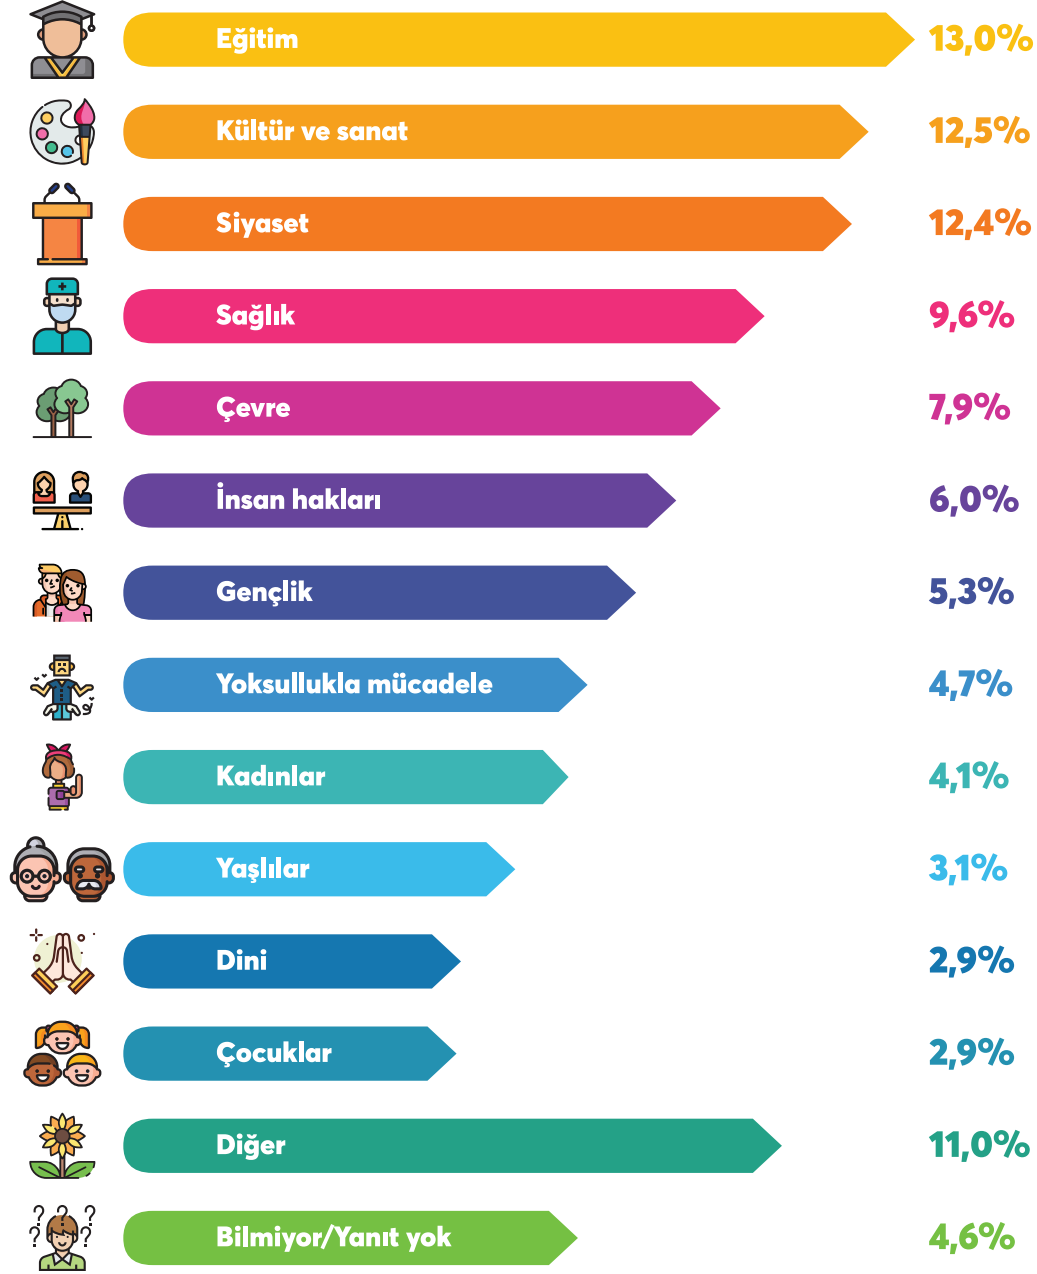 Eğitim 13,0%
Kültür ve sanat 12,5%
Siyaset 12,4%
Sağlık 9,6%
Çevre 7,9%
İnsan hakları 6,0%
Gençlik 5,3%
Yoksullukla mücadele 4,7%
Kadınlar 4,1%
Yaşlılar 3,1%
Dini 2,9%
Çocuklar 2,9%
Diğer 11,0%
Bilmiyor/Yanıt yok 4,6%